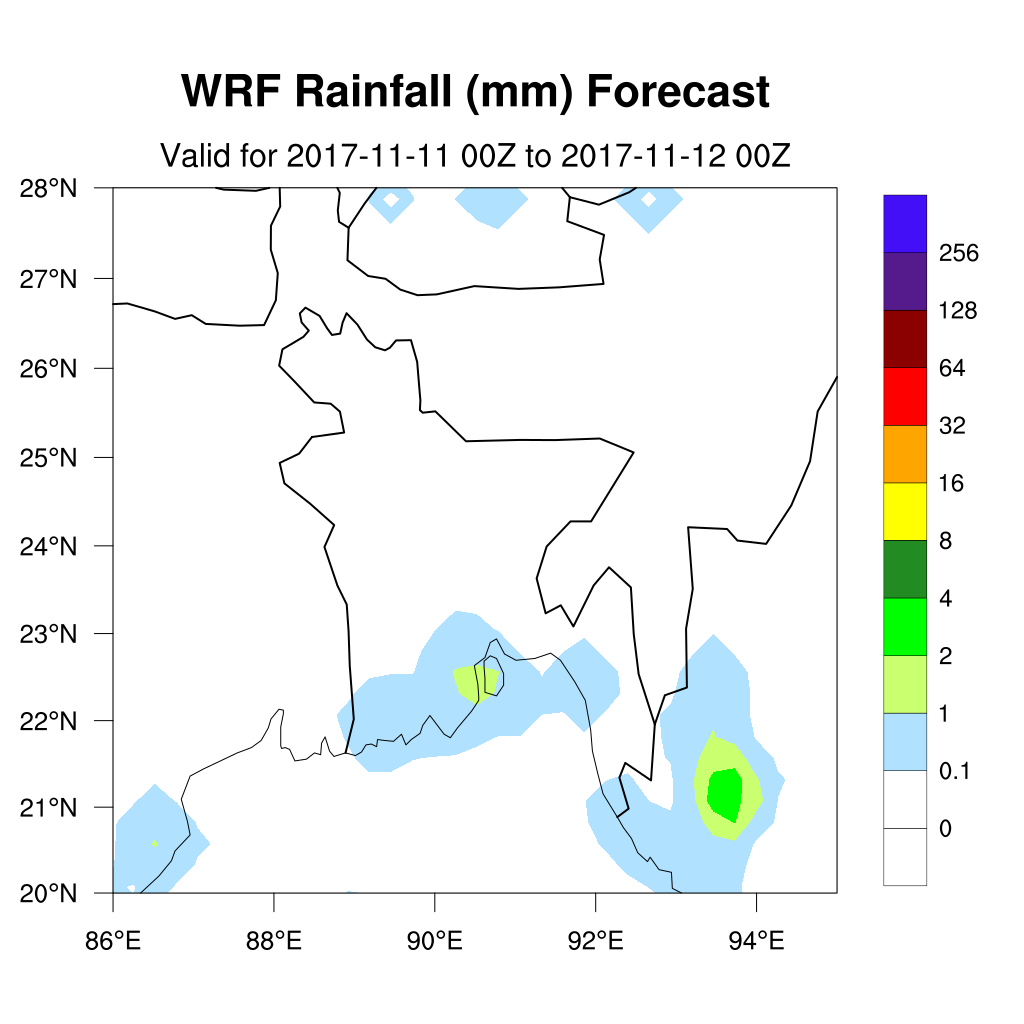 WRF Rainfall (mm) Forecast
Valid for 2017-11-11 00Z to 2017-11-12 00Z
28°N
27°N
26°N
25°N
24°N
23°N
22°N
21°N
20°N
86°E 88°E 90°E 92°E 94°E
256
128
64
32
16
8
4
2
1
0.1
0